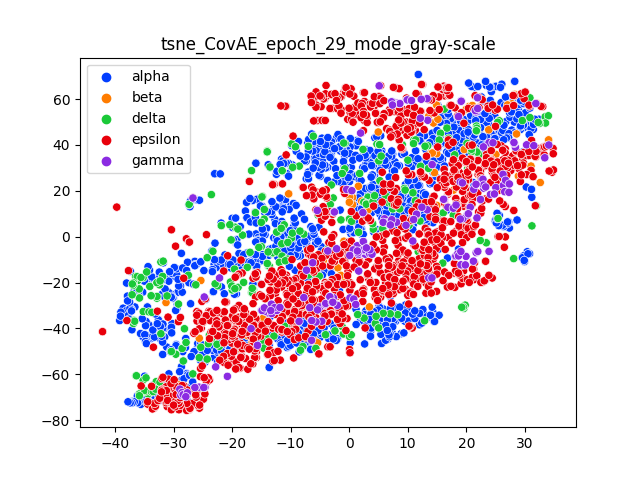 tsne_CovAE_epoch_29_mode_gray-scale
alpha
beta
delta
epsilon
gamma
60
40
20
0
−20
−40
−60
−80
−40 −30 −20 −10 0 10 20 30